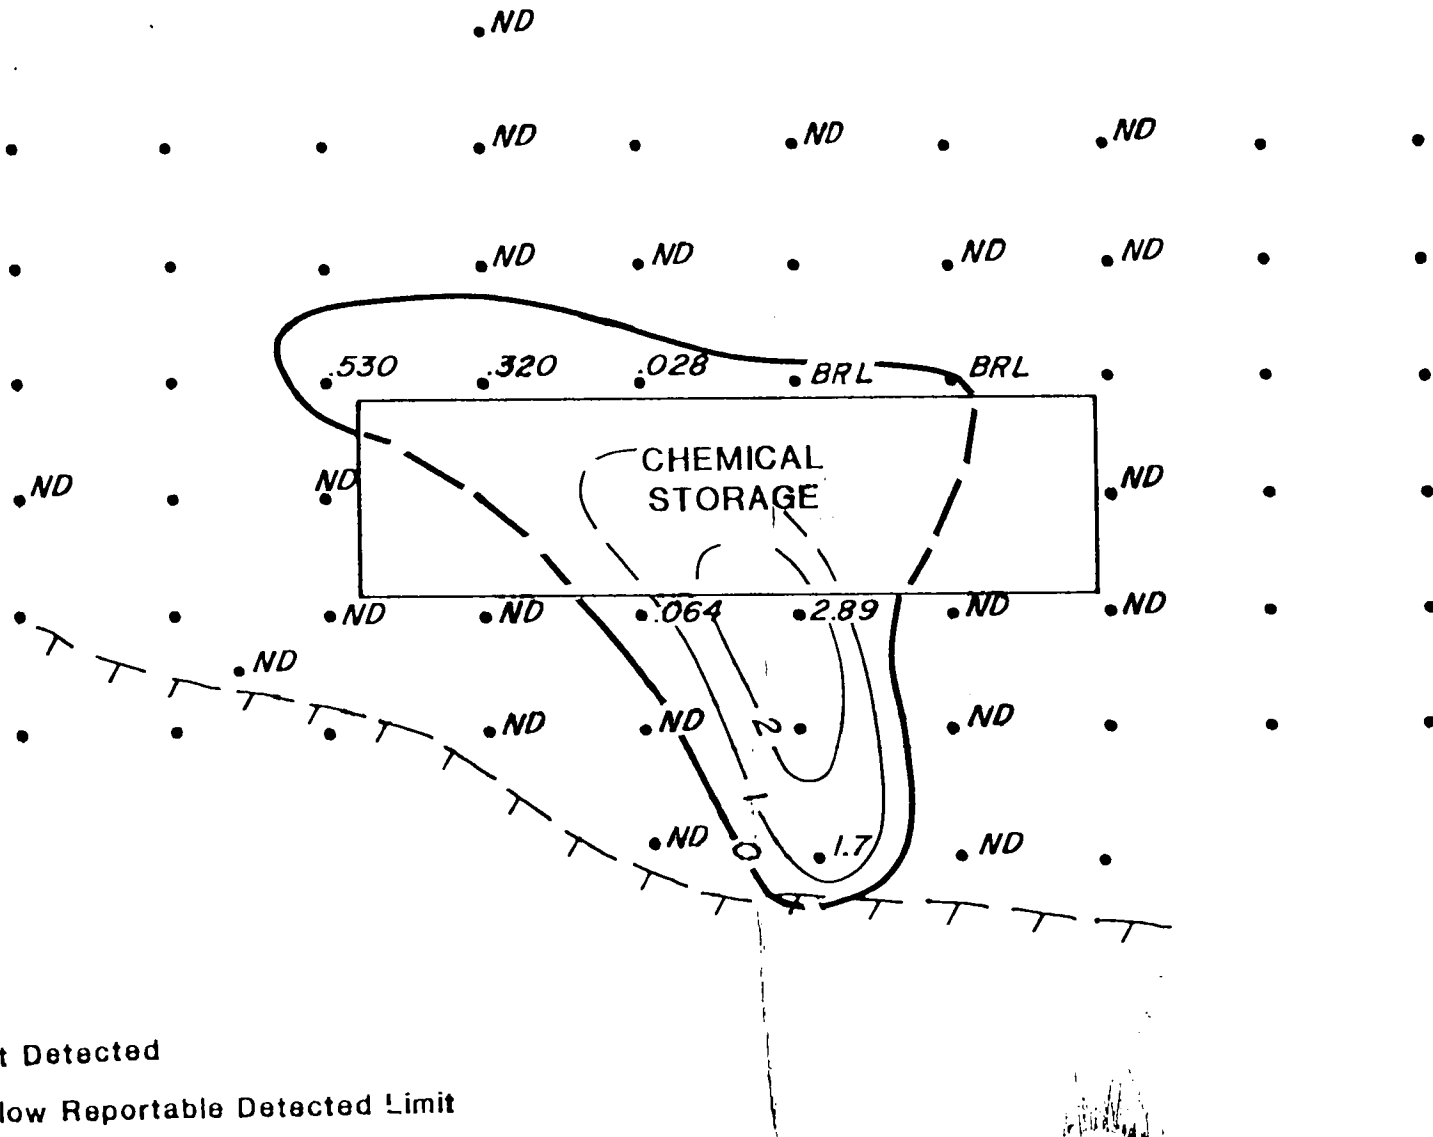 ND
ND ND ND
ND ND ND ND
.530 .320 .028 BRL BRL
CHEMICAL
STORAGE
ND ND ND
ND ND .064 2.89 ND ND
ND
ND ND 2 ND
1
ND 0 1.7 ND
t Detected
low Reportable Detected Limit